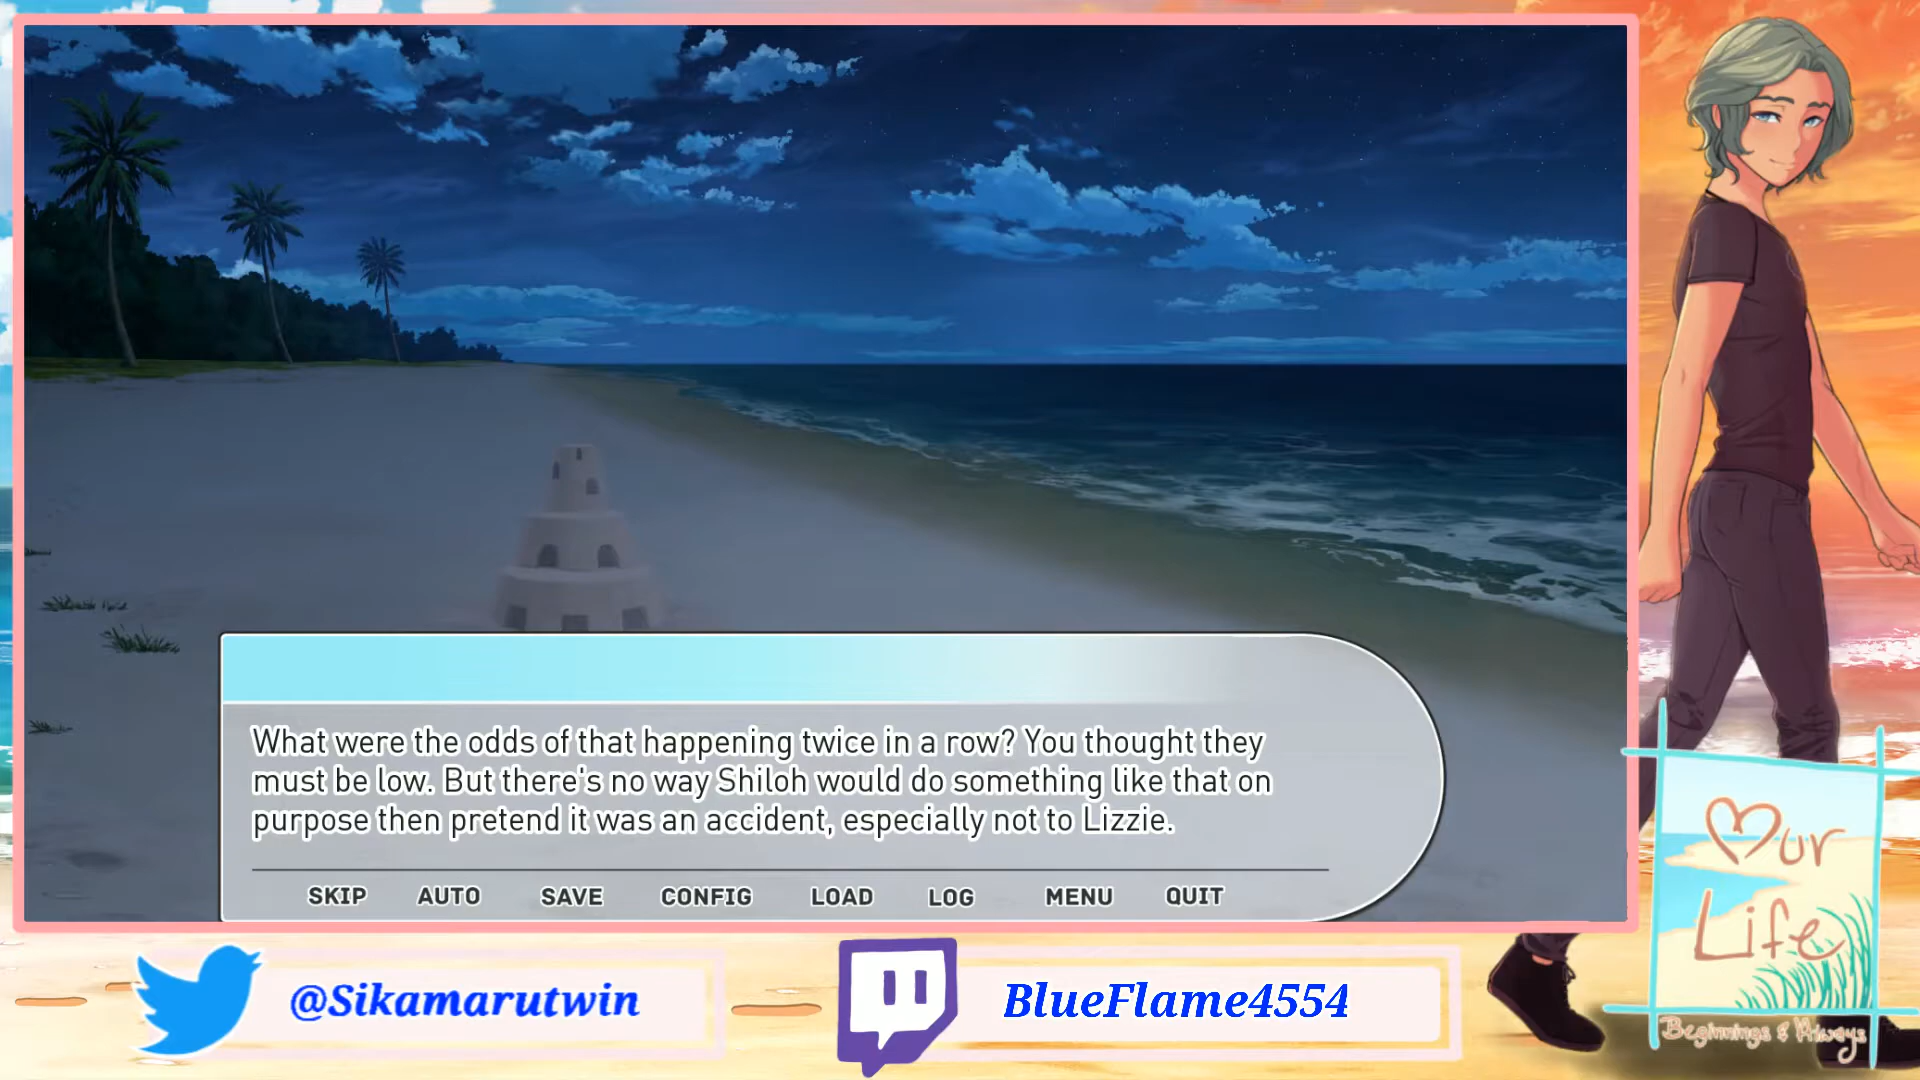 What were the odds of that happening twice in a row? You thought they
must be low. But there's no way Shiloh would do something like that on
purpose then pretend it was an accident, especially not to Lizzie.
SKIP AUTO SAVE CONFIG LOAD LOG MENU QUIT
@Sikamarutwin
BlueFlame4554
Our
Life
Beginnings & Always